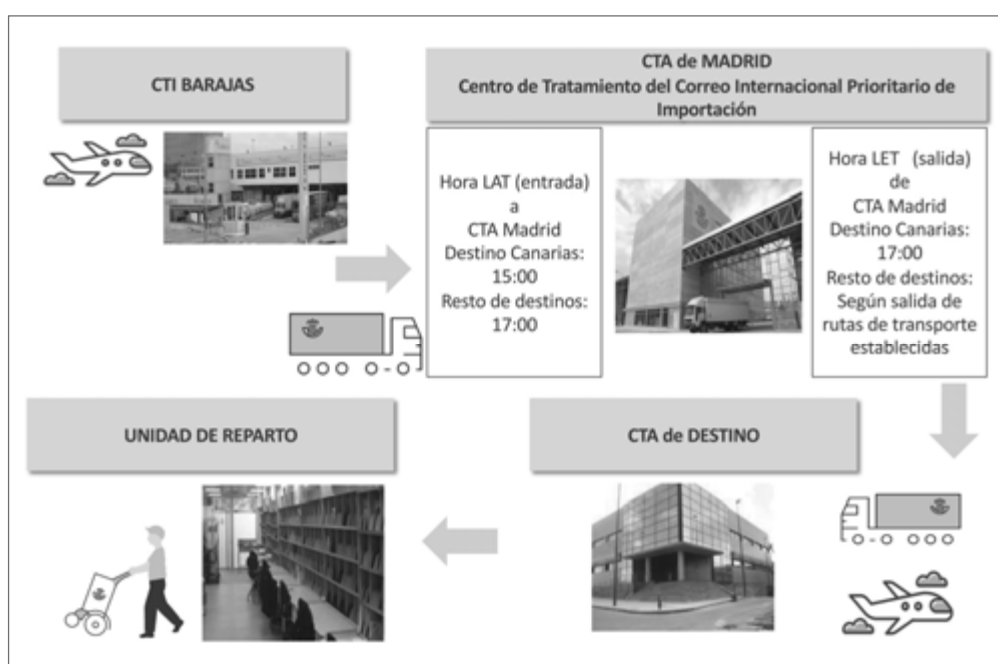 CTI BARAJAS
CTA de MADRID
Centro de Tratamiento del Correo Internacional Prioritario de
Importación
Hora LAT (entrada)
a
CTA Madrid
Destino Canarias:
15:00
Resto de destinos:
17:00
Hora LET (salida)
de
CTA Madrid
Destino Canarias:
17:00
Resto de destinos:
Según salida de
rutas de transporte
establecidas
UNIDAD DE REPARTO
CTA de DESTINO